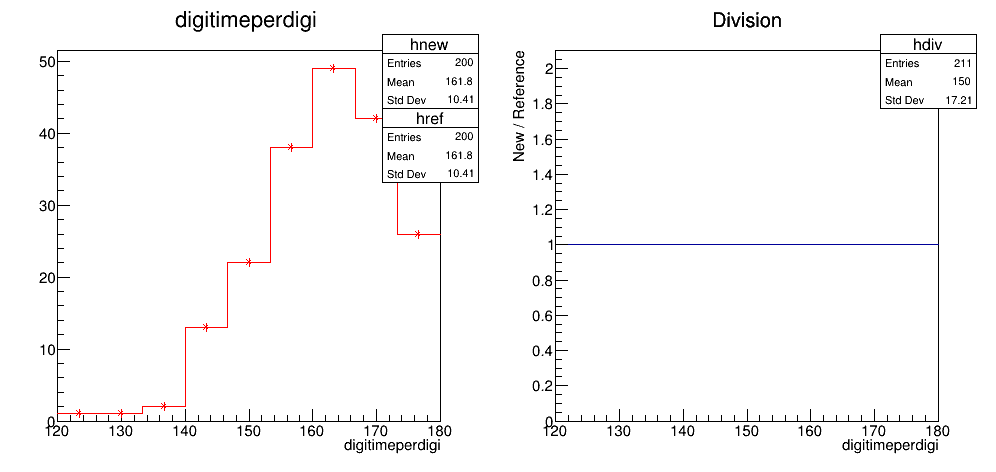 digitimeperdigi
hnew
Entries 200
Mean 161.8
Std Dev 10.41
href
Entries 200
Mean 161.8
Std Dev 10.41
50
40
30
20
10
0
120 130 140 150 160 170 180
digitimeperdigi
Division
hdiv
Entries 211
Mean 150
Std Dev 17.21
New / Reference
2
1.8
1.6
1.4
1.2
1
0.8
0.6
0.4
0.2
0
120 130 140 150 160 170 180
digitimeperdigi